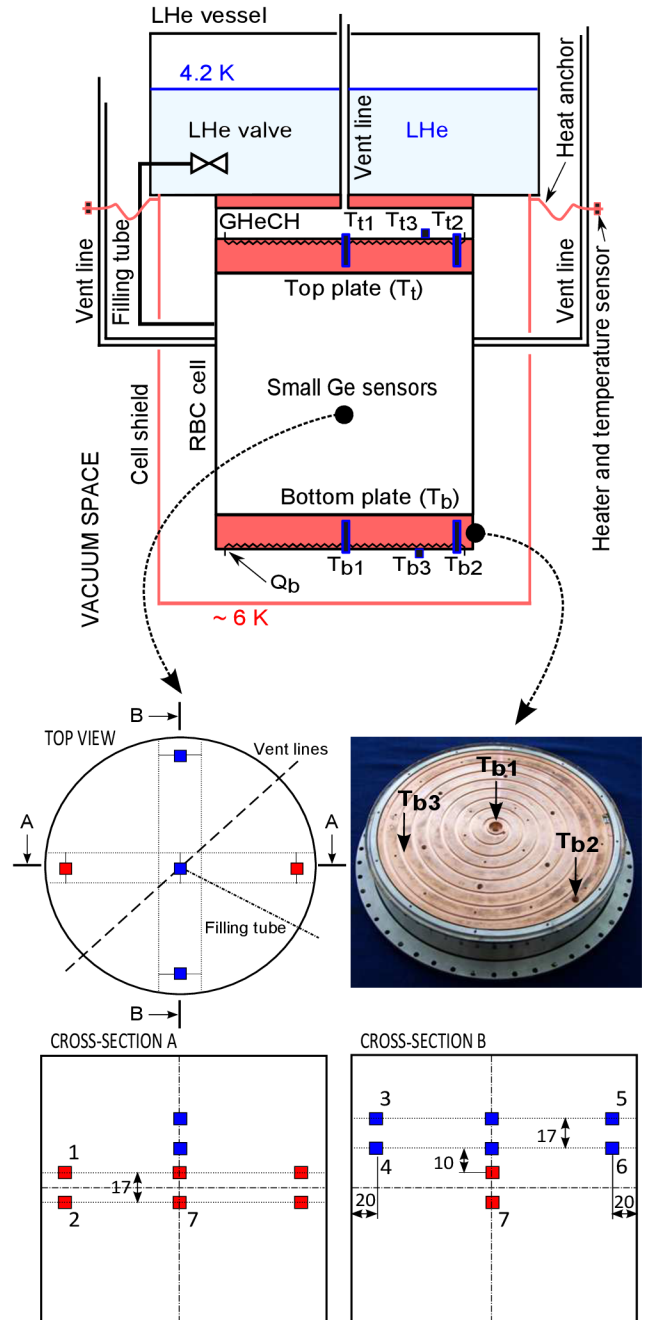 LHe vessel
4.2 K
LHe valve
LHe
Vent line
Heat anchor
GHeCH
Tt1
Tt3
Tt2
Vent line
Filling tube
Top plate (Tt)
Vent line
Heater and temperature sensor
Cell shield
RBC cell
Small Ge sensors
VACUUM SPACE
Bottom plate (Tb)
Tb1
Tb3
Tb2
Qb
~ 6 K
B
TOP VIEW
Vent lines
A
A
Filling tube
B
Tb1
Tb3
Tb2
CROSS-SECTION A
1
17
2
7
CROSS-SECTION B
3
5
17
10
4
6
20
20
7